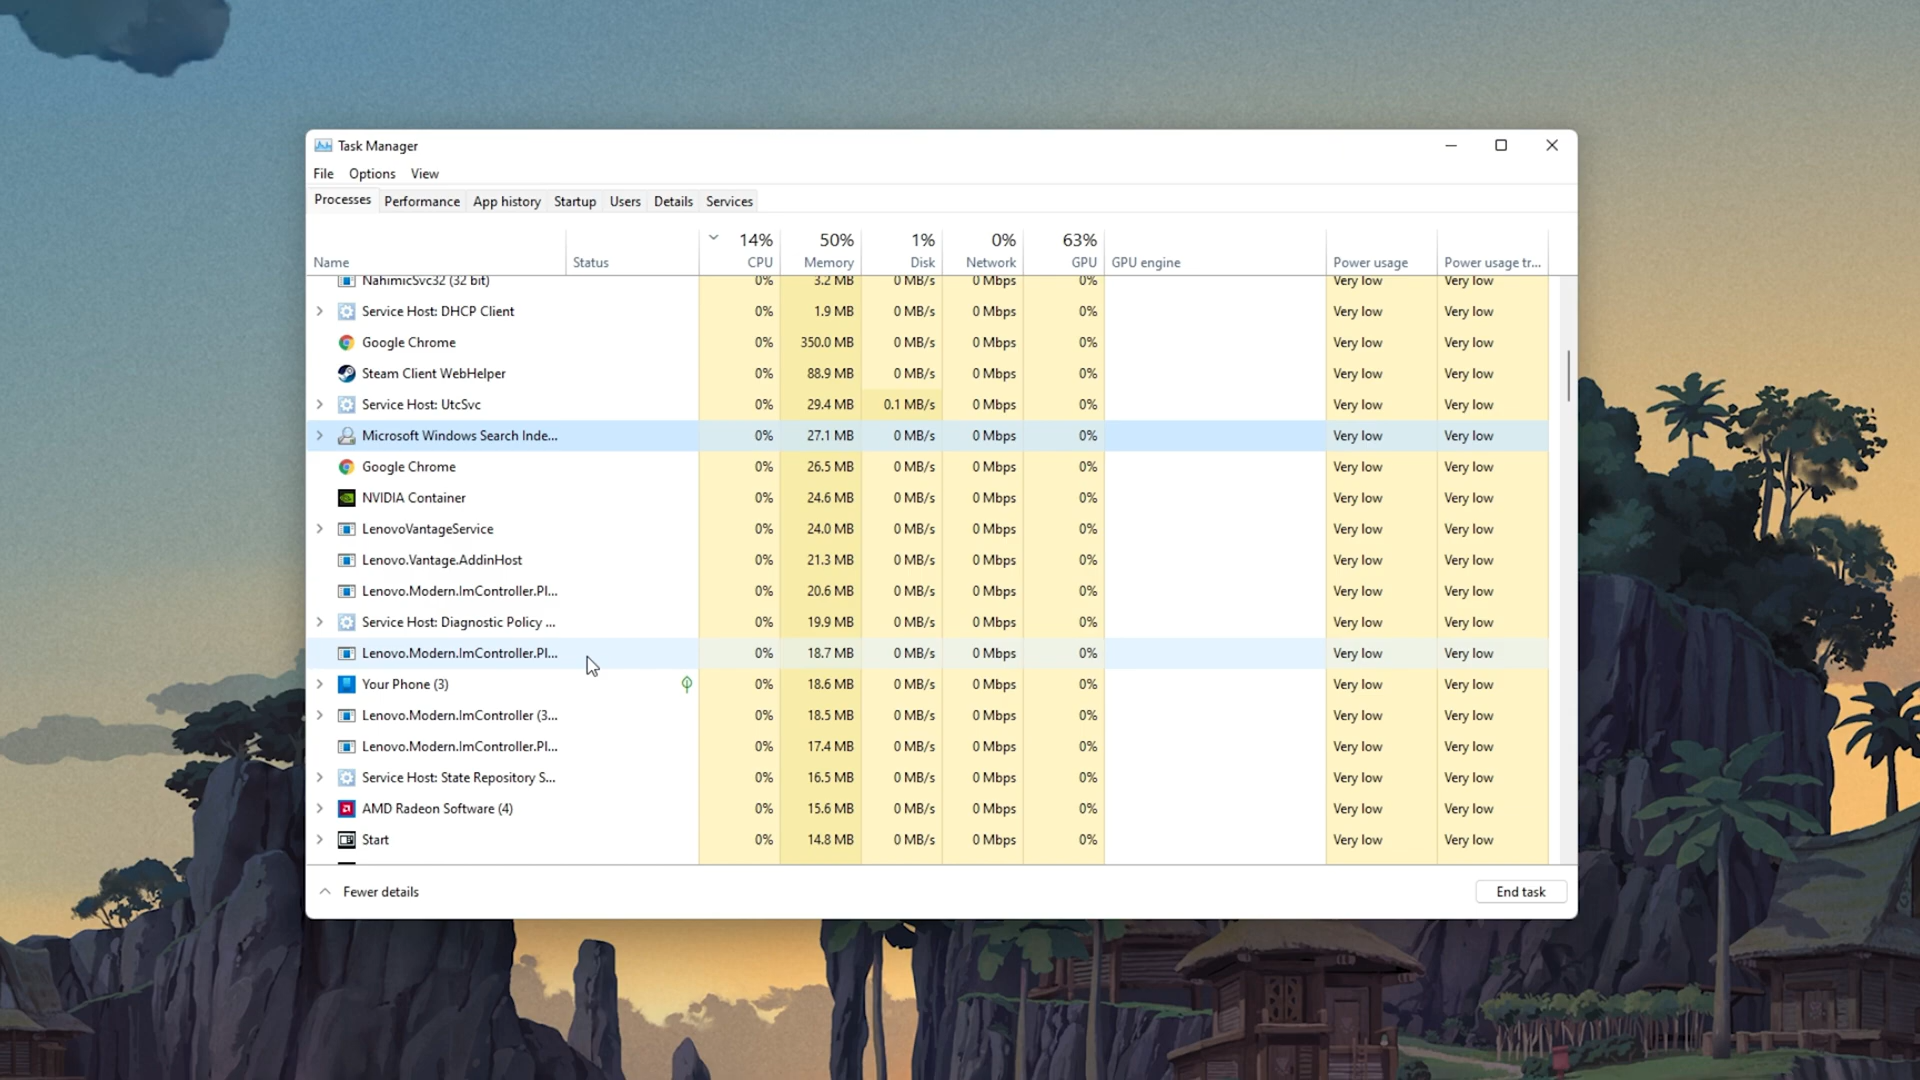 Task Manager
File Options View
Processes Performance App history Startup Users Details Services
14% 50% 1% 0% 63%
Name Status CPU Memory Disk Network GPU GPU engine Power usage Power usage tr...
NahimicSvc32 (32 bit) 0% 3.2 MB 0 MB/s 0 Mbps 0% Very low Very low
Service Host: DHCP Client 0% 1.9 MB 0 MB/s 0 Mbps 0% Very low Very low
Google Chrome 0% 350.0 MB 0 MB/s 0 Mbps 0% Very low Very low
Steam Client WebHelper 0% 88.9 MB 0 MB/s 0 Mbps 0% Very low Very low
Service Host: UtcSvc 0% 29.4 MB 0.1 MB/s 0 Mbps 0% Very low Very low
Microsoft Windows Search Inde... 0% 27.1 MB 0 MB/s 0 Mbps 0% Very low Very low
Google Chrome 0% 26.5 MB 0 MB/s 0 Mbps 0% Very low Very low
NVIDIA Container 0% 24.6 MB 0 MB/s 0 Mbps 0% Very low Very low
LenovoVantageService 0% 24.0 MB 0 MB/s 0 Mbps 0% Very low Very low
Lenovo.Vantage.AddinHost 0% 21.3 MB 0 MB/s 0 Mbps 0% Very low Very low
Lenovo.Modern.ImController.Pl... 0% 20.6 MB 0 MB/s 0 Mbps 0% Very low Very low
Service Host: Diagnostic Policy ... 0% 19.9 MB 0 MB/s 0 Mbps 0% Very low Very low
Lenovo.Modern.ImController.Pl... 0% 18.7 MB 0 MB/s 0 Mbps 0% Very low Very low
Your Phone (3) 0% 18.6 MB 0 MB/s 0 Mbps 0% Very low Very low
Lenovo.Modern.ImController (3... 0% 18.5 MB 0 MB/s 0 Mbps 0% Very low Very low
Lenovo.Modern.ImController.Pl... 0% 17.4 MB 0 MB/s 0 Mbps 0% Very low Very low
Service Host: State Repository S... 0% 16.5 MB 0 MB/s 0 Mbps 0% Very low Very low
AMD Radeon Software (4) 0% 15.6 MB 0 MB/s 0 Mbps 0% Very low Very low
Start 0% 14.8 MB 0 MB/s 0 Mbps 0% Very low Very low
Fewer details End task